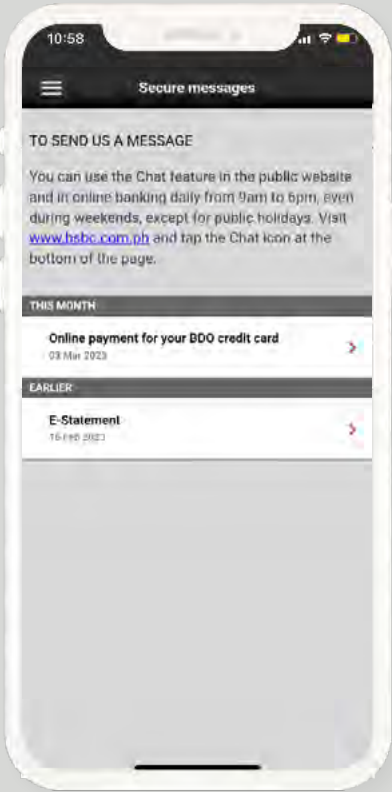 10:58
Secure messages
TO SEND US A MESSAGE
You can use the Chat feature in the public website
and in online banking daily from 9am to 6pm, even
during weekends, except for public holidays. Visit
www.hsbc.com.ph and tap the Chat icon at the
bottom of the page.
THIS MONTH
Online payment for your BDO credit card
03 Mar 2023
EARLIER
E-Statement
16 Feb 2023